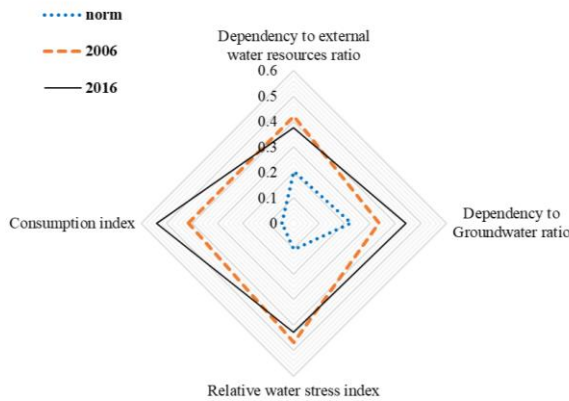 norm
2006
2016
Dependency to external
water resources ratio
0.6
0.5
0.4
0.3
0.2
0.1
0
Consumption index
Dependency to
Groundwater ratio
Relative water stress index